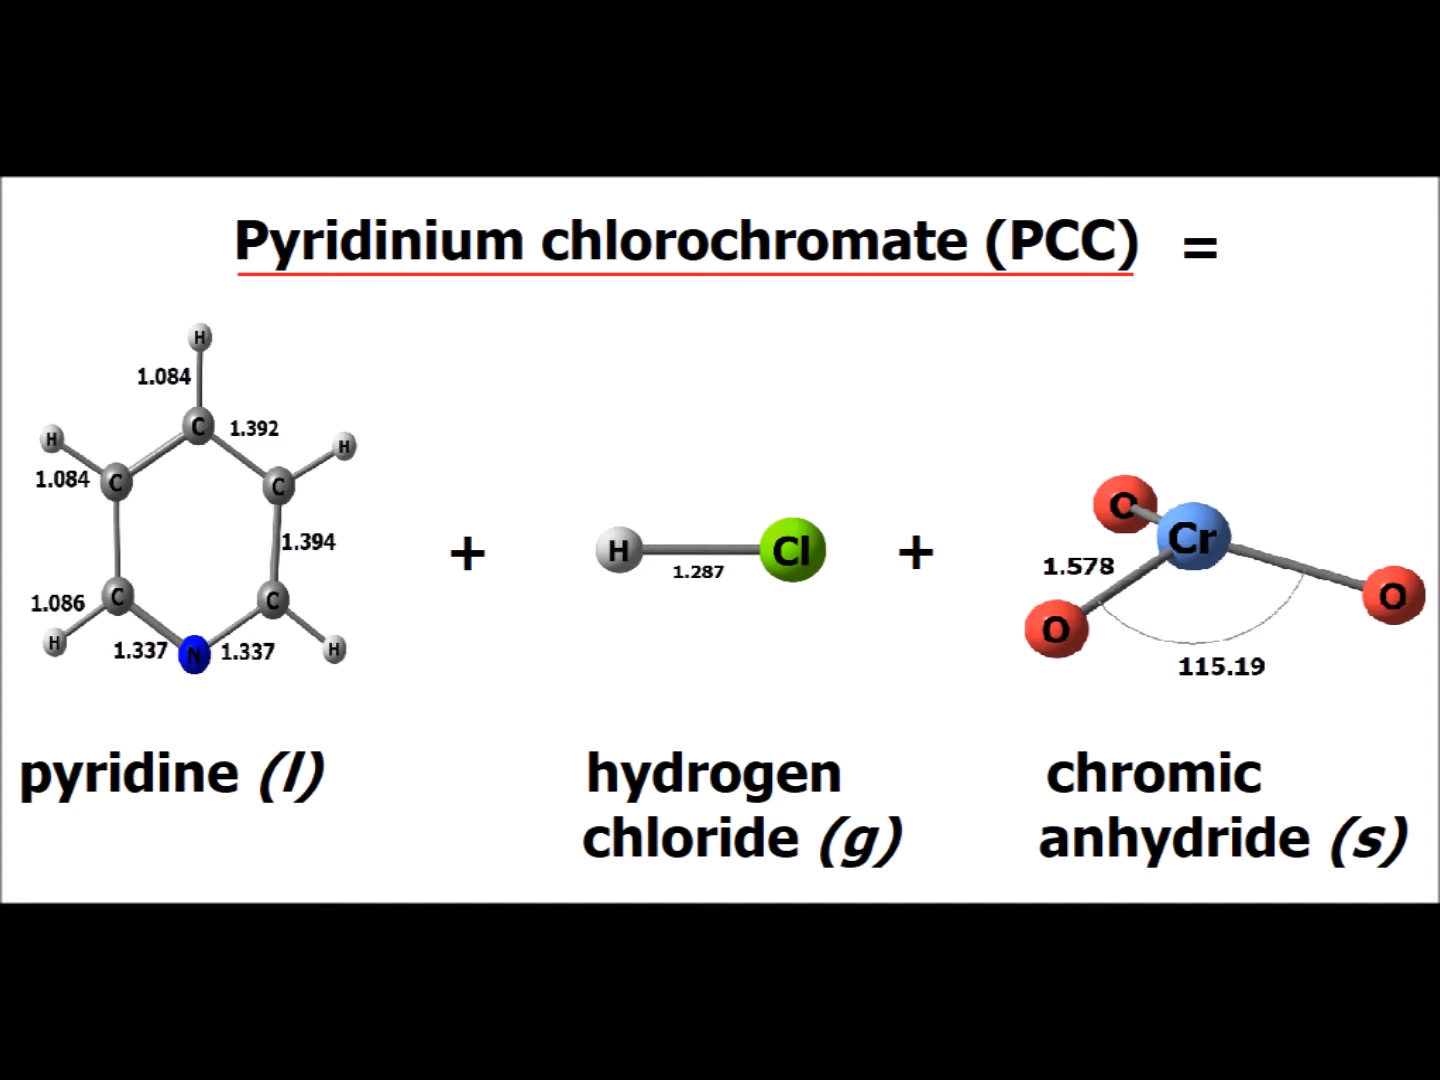 Pyridinium chlorochromate (PCC) =
H
1.084
C
1.392
H
H
1.084
C
C
1.394
1.086
C
C
H
1.337
N
1.337
H
+
H
Cl
1.287
+
O
Cr
1.578
O
O
115.19
pyridine (l)
hydrogen
chloride (g)
chromic
anhydride (s)